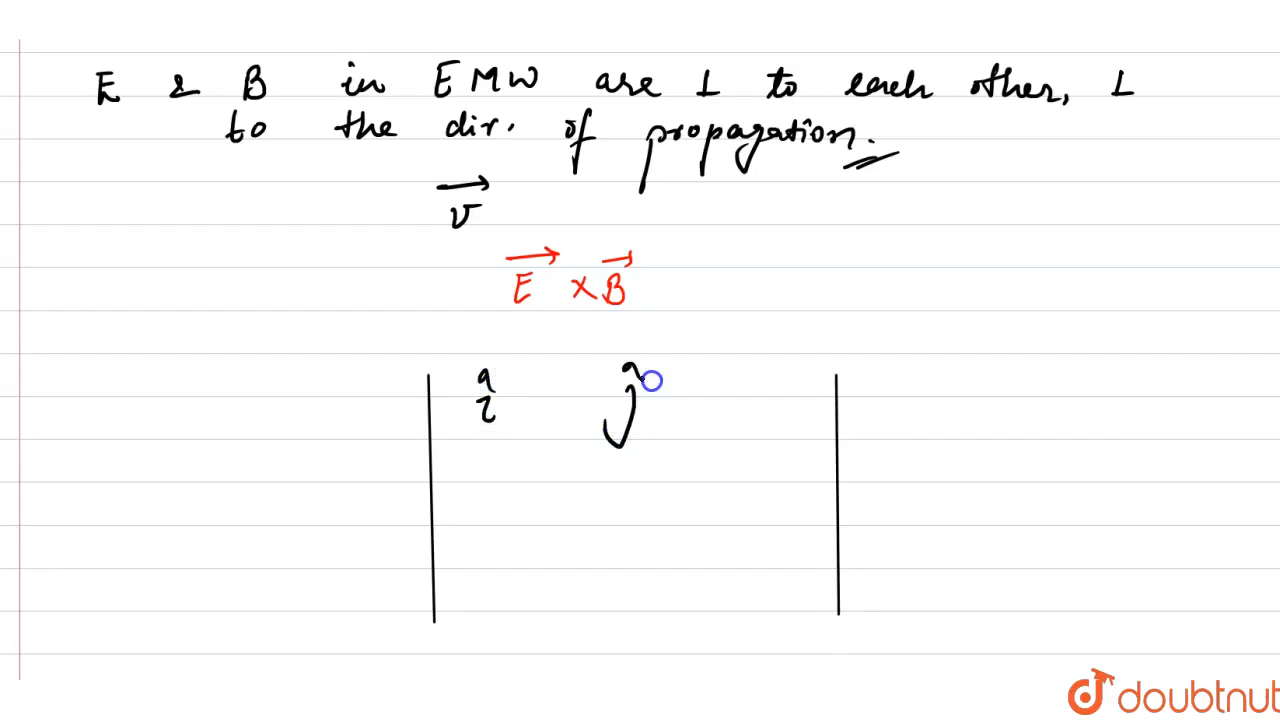 E & B in EMW are ⊥ to each other, ⊥
to the dir. of propagation.
v⃗
E⃗ × B⃗
î ĵ
doubtnut